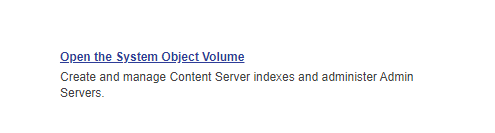 Open the System Object Volume
Create and manage Content Server indexes and administer Admin
Servers.